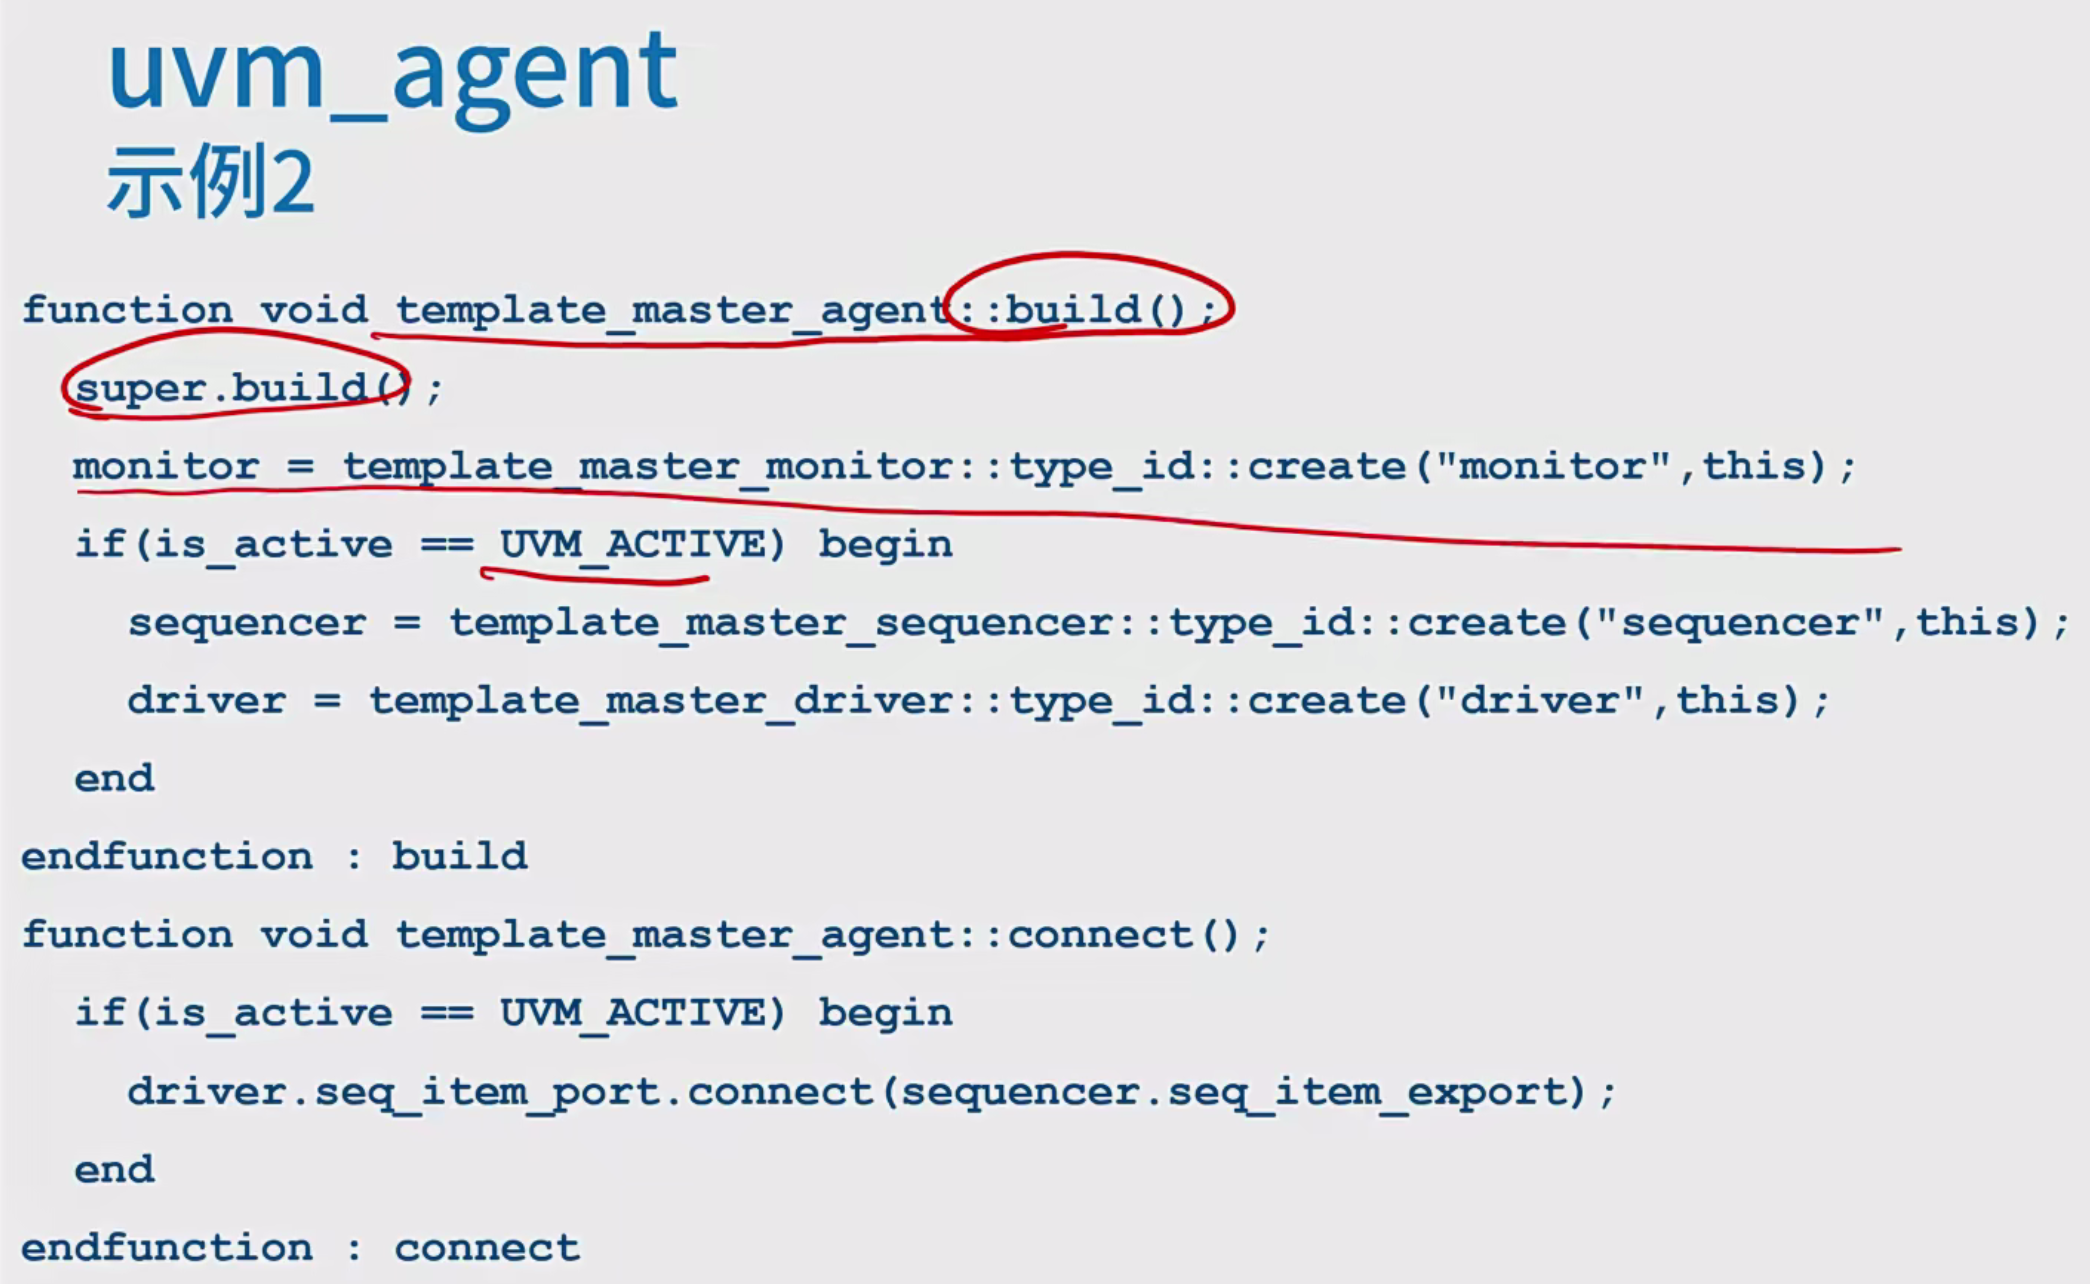 uvm_agent
示例2
function void template_master_agent::build();
super.build();
monitor = template_master_monitor::type_id::create("monitor",this);
if(is_active == UVM_ACTIVE) begin
sequencer = template_master_sequencer::type_id::create("sequencer",this);
driver = template_master_driver::type_id::create("driver",this);
end
endfunction : build
function void template_master_agent::connect();
if(is_active == UVM_ACTIVE) begin
driver.seq_item_port.connect(sequencer.seq_item_export);
end
endfunction : connect